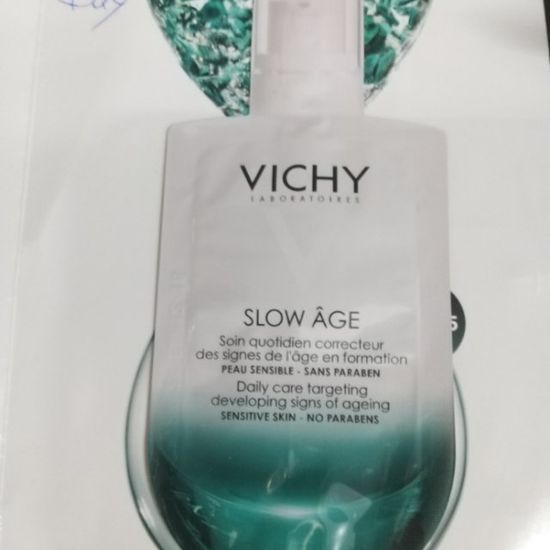 VICHY
LABORATOIRES
SLOW ÂGE
Soin quotidien correcteur
des signes de l'âge en formation
PEAU SENSIBLE - SANS PARABEN
Daily care targeting
developing signs of ageing
SENSITIVE SKIN - NO PARABENS